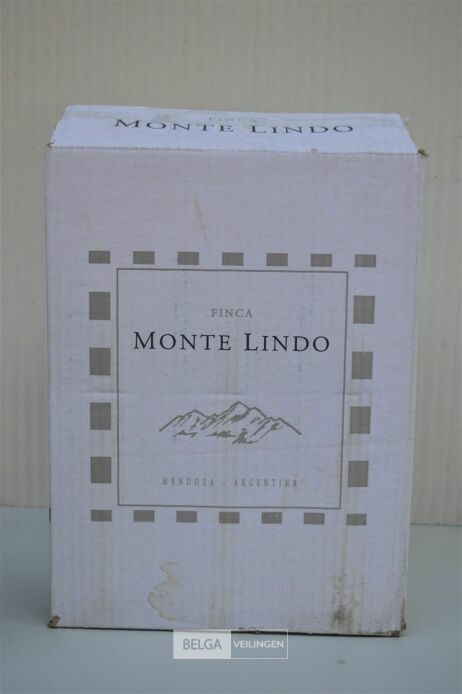 FINCA
MONTE LINDO
FINCA
MONTE LINDO
MENDOZA - ARGENTINA
BELGA VEILINGEN